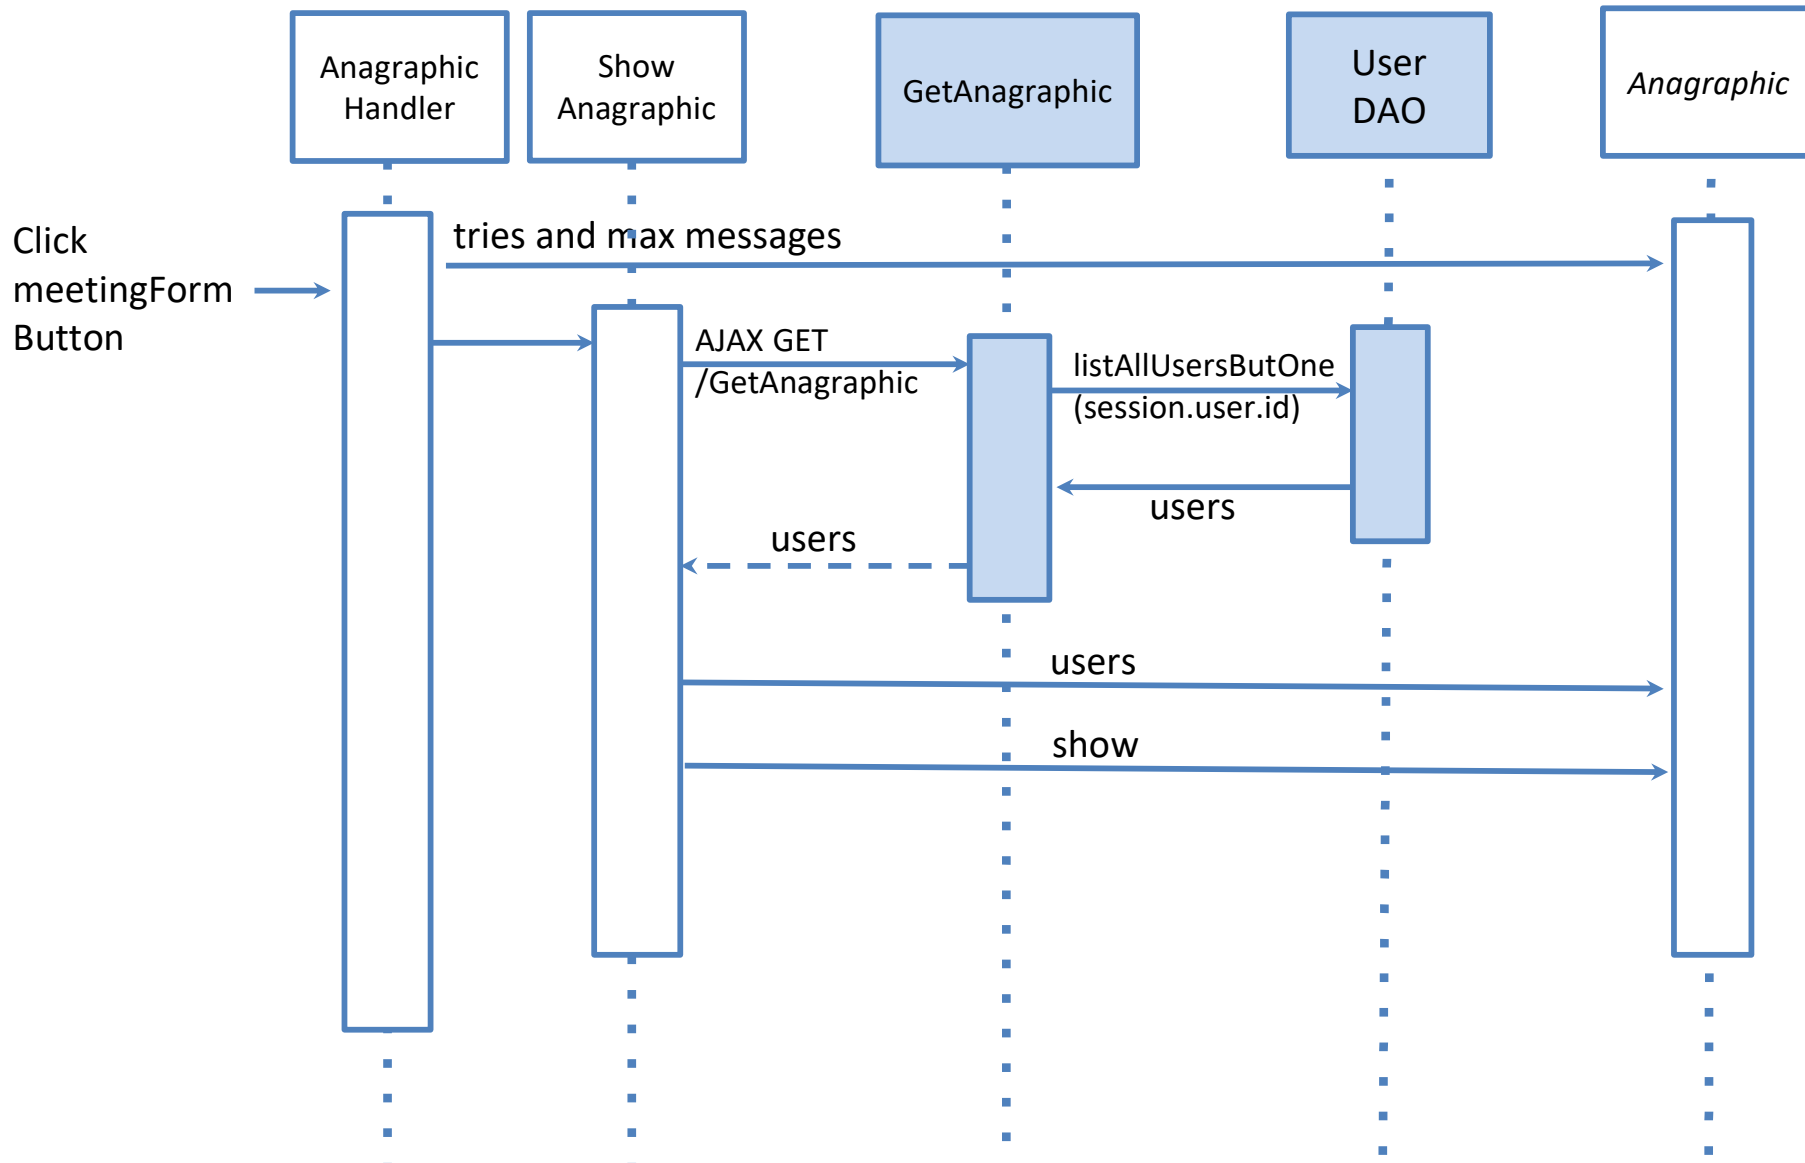 Anagraphic
Handler
Show
Anagraphic
GetAnagraphic
User
DAO
Anagraphic
Click
meetingForm
Button
tries and max messages
AJAX GET
/GetAnagraphic
listAllUsersButOne
(session.user.id)
users
users
users
show